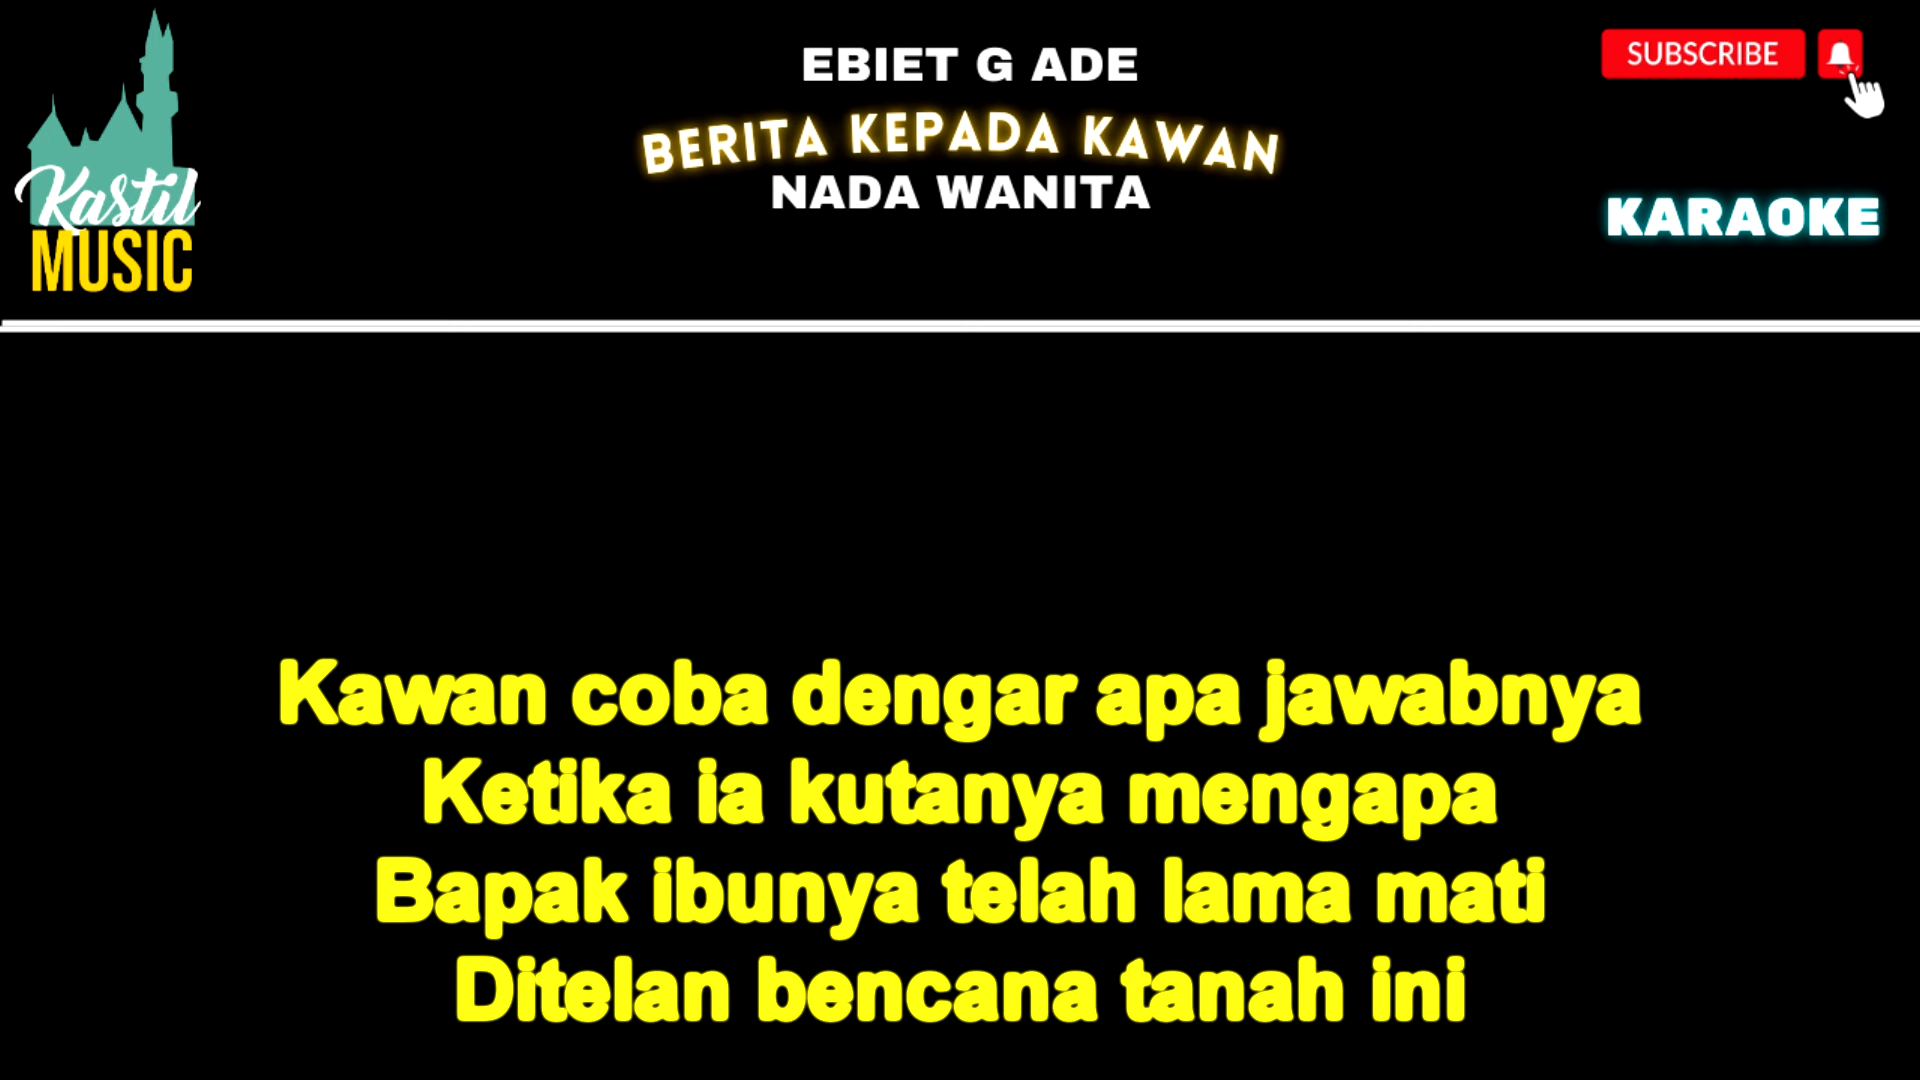 EBIET G ADE
BERITA KEPADA KAWAN
NADA WANITA
Kastil
MUSIC
SUBSCRIBE
KARAOKE
Kawan coba dengar apa jawabnya
Ketika ia kutanya mengapa
Bapak ibunya telah lama mati
Ditelan bencana tanah ini